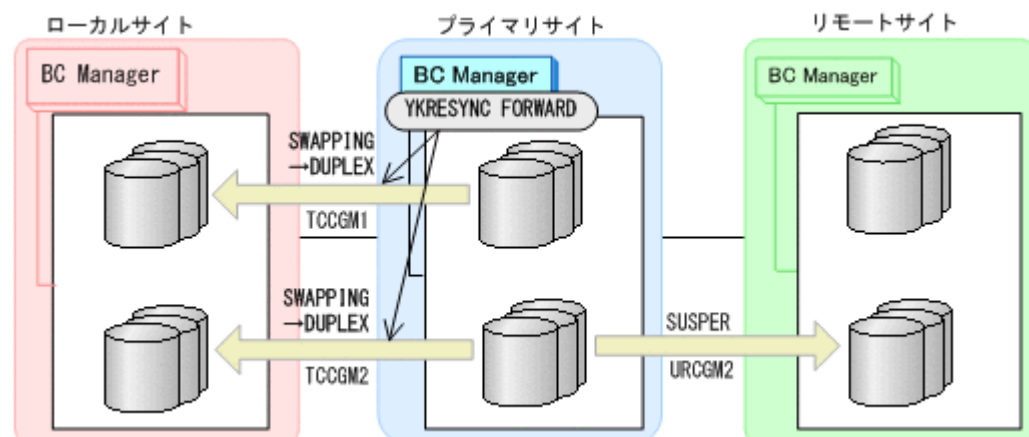 ローカルサイト
プライマリサイト
リモートサイト
BC Manager
BC Manager
BC Manager
YKRESYNC FORWARD
SWAPPING
→DUPLEX
TCCGM1
SWAPPING
→DUPLEX
TCCGM2
SUSPER
URCGM2